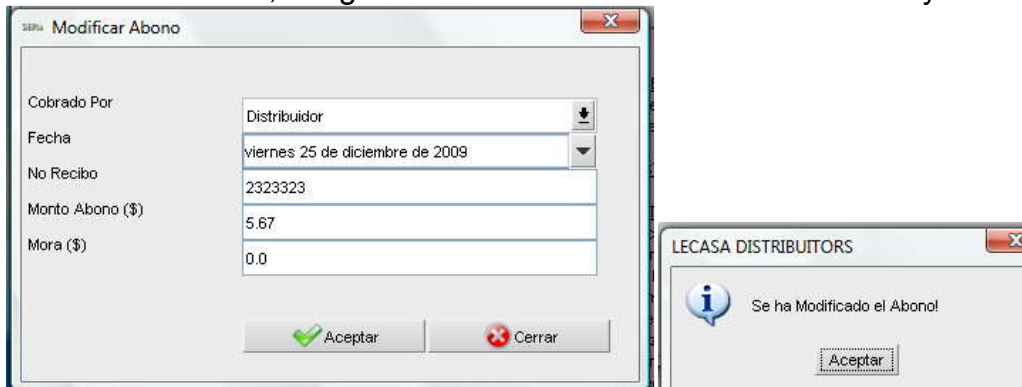 Modificar Abono
Cobrado Por
Distribuidor
Fecha
viernes 25 de diciembre de 2009
No Recibo
2323323
Monto Abono ($)
5.67
Mora ($)
0.0
Aceptar
Cerrar
LECASA DISTRIBUITORS
Se ha Modificado el Abono!
Aceptar